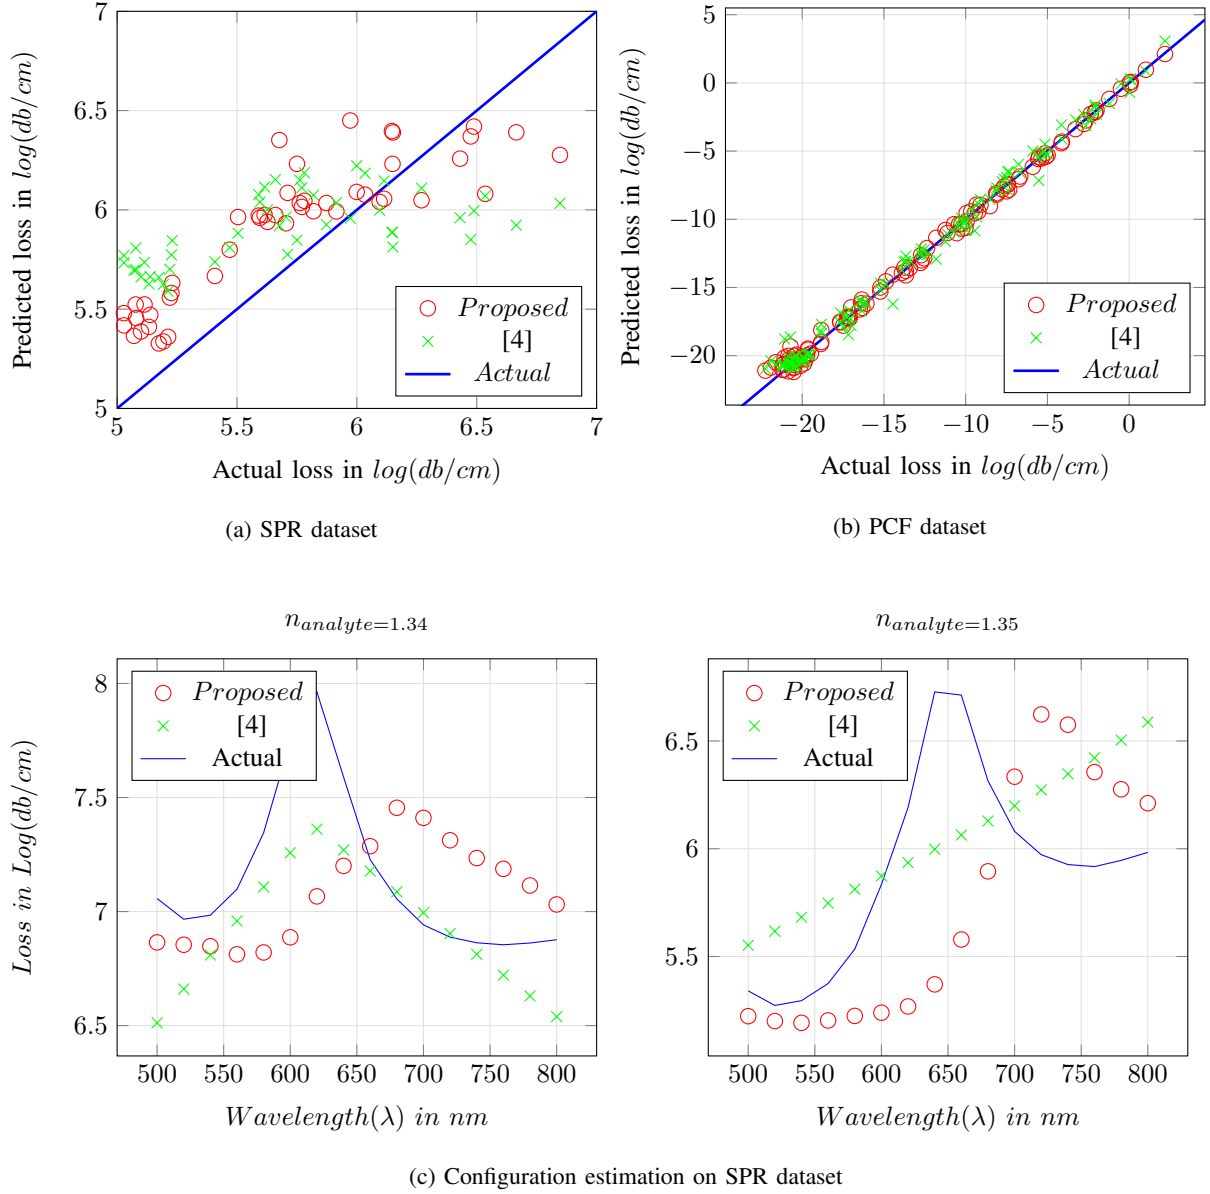 7
6.5
6
5.5
5
5
5.5
6
6.5
7
Predicted loss in log(db/cm)
Actual loss in log(db/cm)
Proposed
[4]
Actual
(a) SPR dataset
5
0
−5
−10
−15
−20
−20
−15
−10
−5
0
Predicted loss in log(db/cm)
Actual loss in log(db/cm)
Proposed
[4]
Actual
(b) PCF dataset
n_{analyte=1.34}
8
7.5
7
6.5
500
550
600
650
700
750
800
Loss in Log(db/cm)
Wavelength(λ) in nm
Proposed
[4]
Actual
n_{analyte=1.35}
6.5
6
5.5
500
550
600
650
700
750
800
Wavelength(λ) in nm
Proposed
[4]
Actual
(c) Configuration estimation on SPR dataset